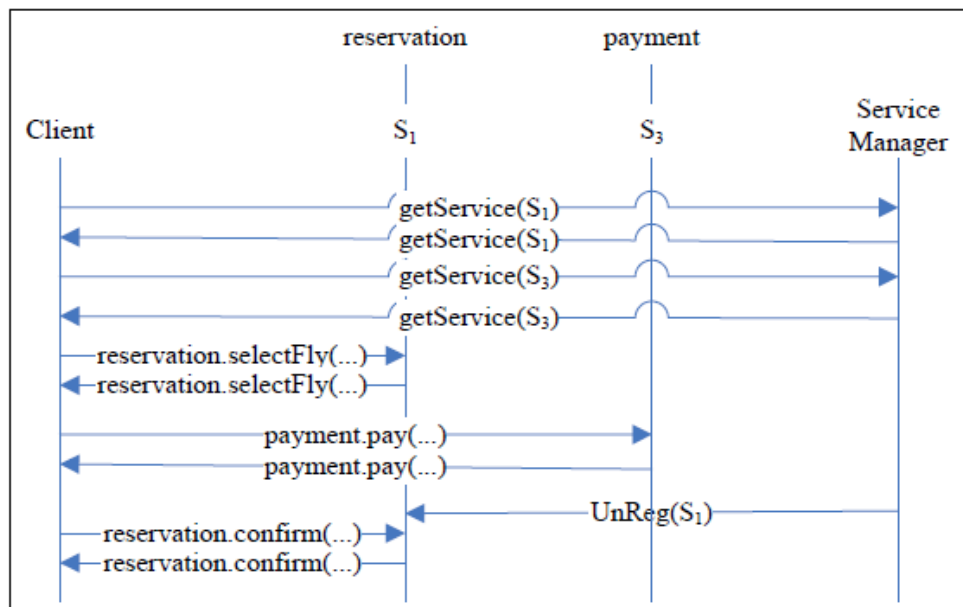 reservation payment
Client S₁ S₃ Service
Manager
getService(S₁)
getService(S₁)
getService(S₃)
getService(S₃)
reservation.selectFly(...)
reservation.selectFly(...)
payment.pay(...)
payment.pay(...)
UnReg(S₁)
reservation.confirm(...)
reservation.confirm(...)